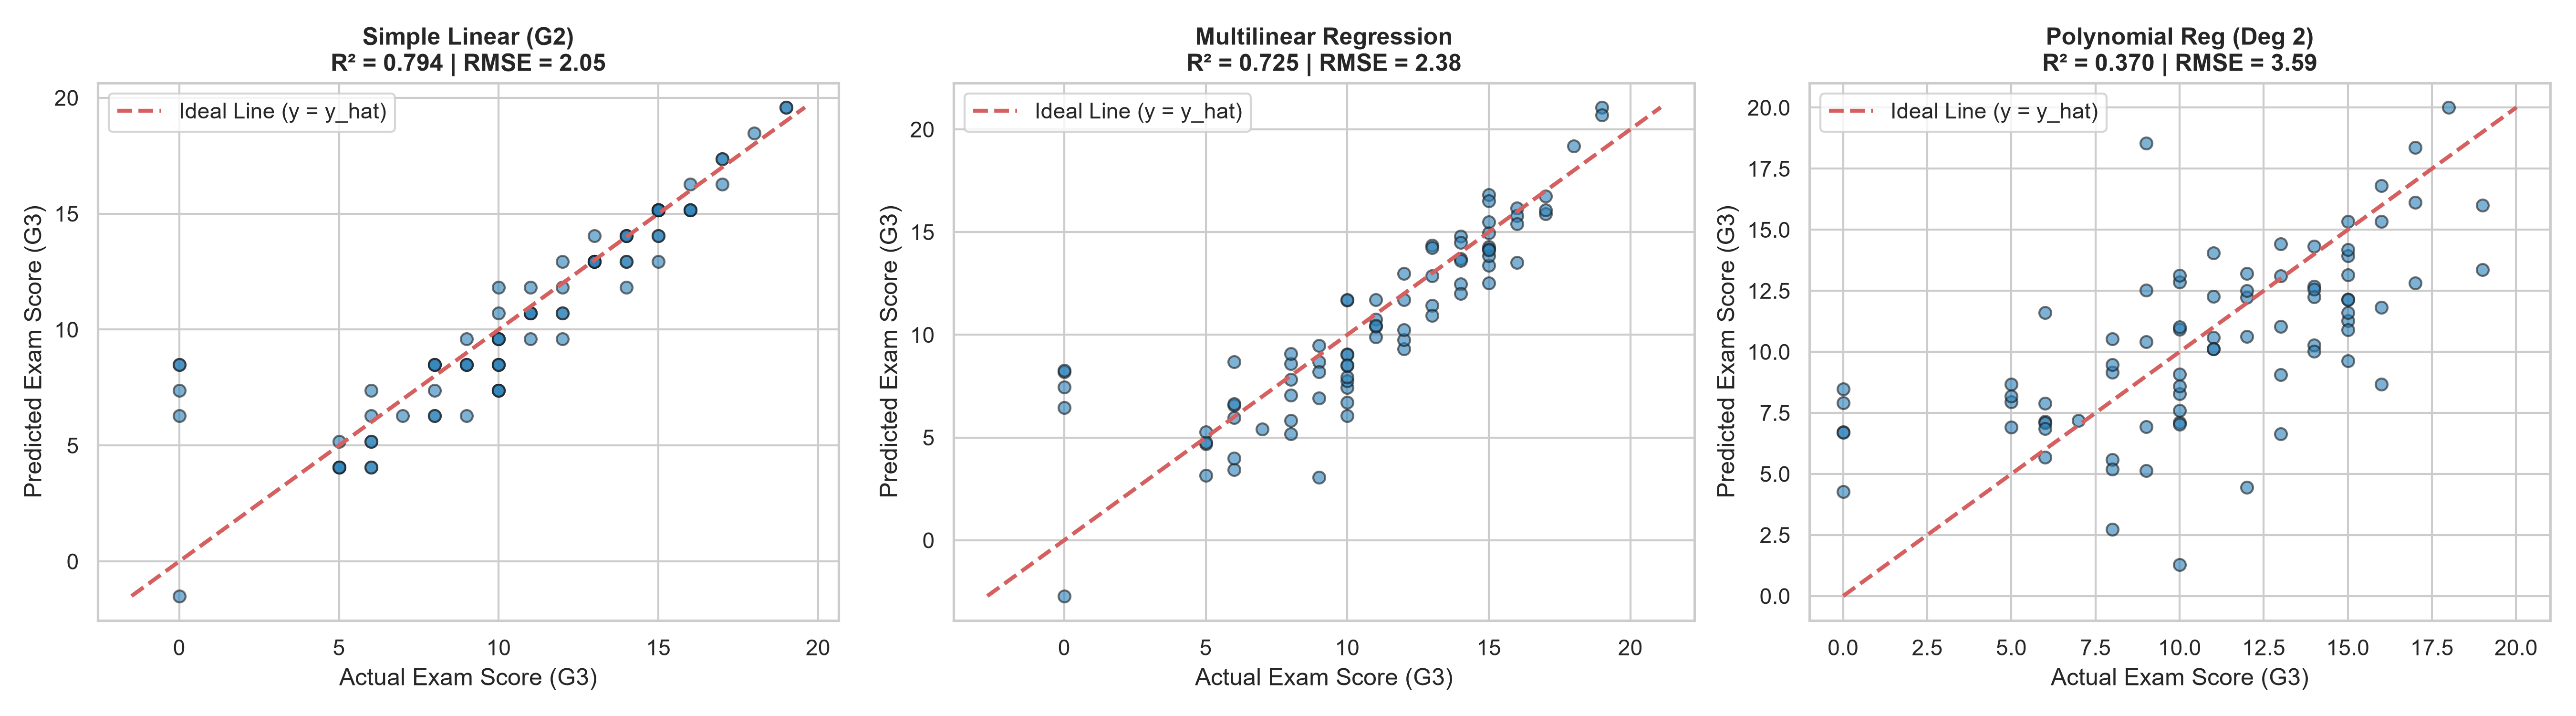 Simple Linear (G2)
R² = 0.794 | RMSE = 2.05
Ideal Line (y = y_hat)
Predicted Exam Score (G3)
20
15
10
5
0
0 5 10 15 20
Actual Exam Score (G3)
Multilinear Regression
R² = 0.725 | RMSE = 2.38
Ideal Line (y = y_hat)
Predicted Exam Score (G3)
20
15
10
5
0
0 5 10 15 20
Actual Exam Score (G3)
Polynomial Reg (Deg 2)
R² = 0.370 | RMSE = 3.59
Ideal Line (y = y_hat)
Predicted Exam Score (G3)
20.0
17.5
15.0
12.5
10.0
7.5
5.0
2.5
0.0
0.0 2.5 5.0 7.5 10.0 12.5 15.0 17.5 20.0
Actual Exam Score (G3)